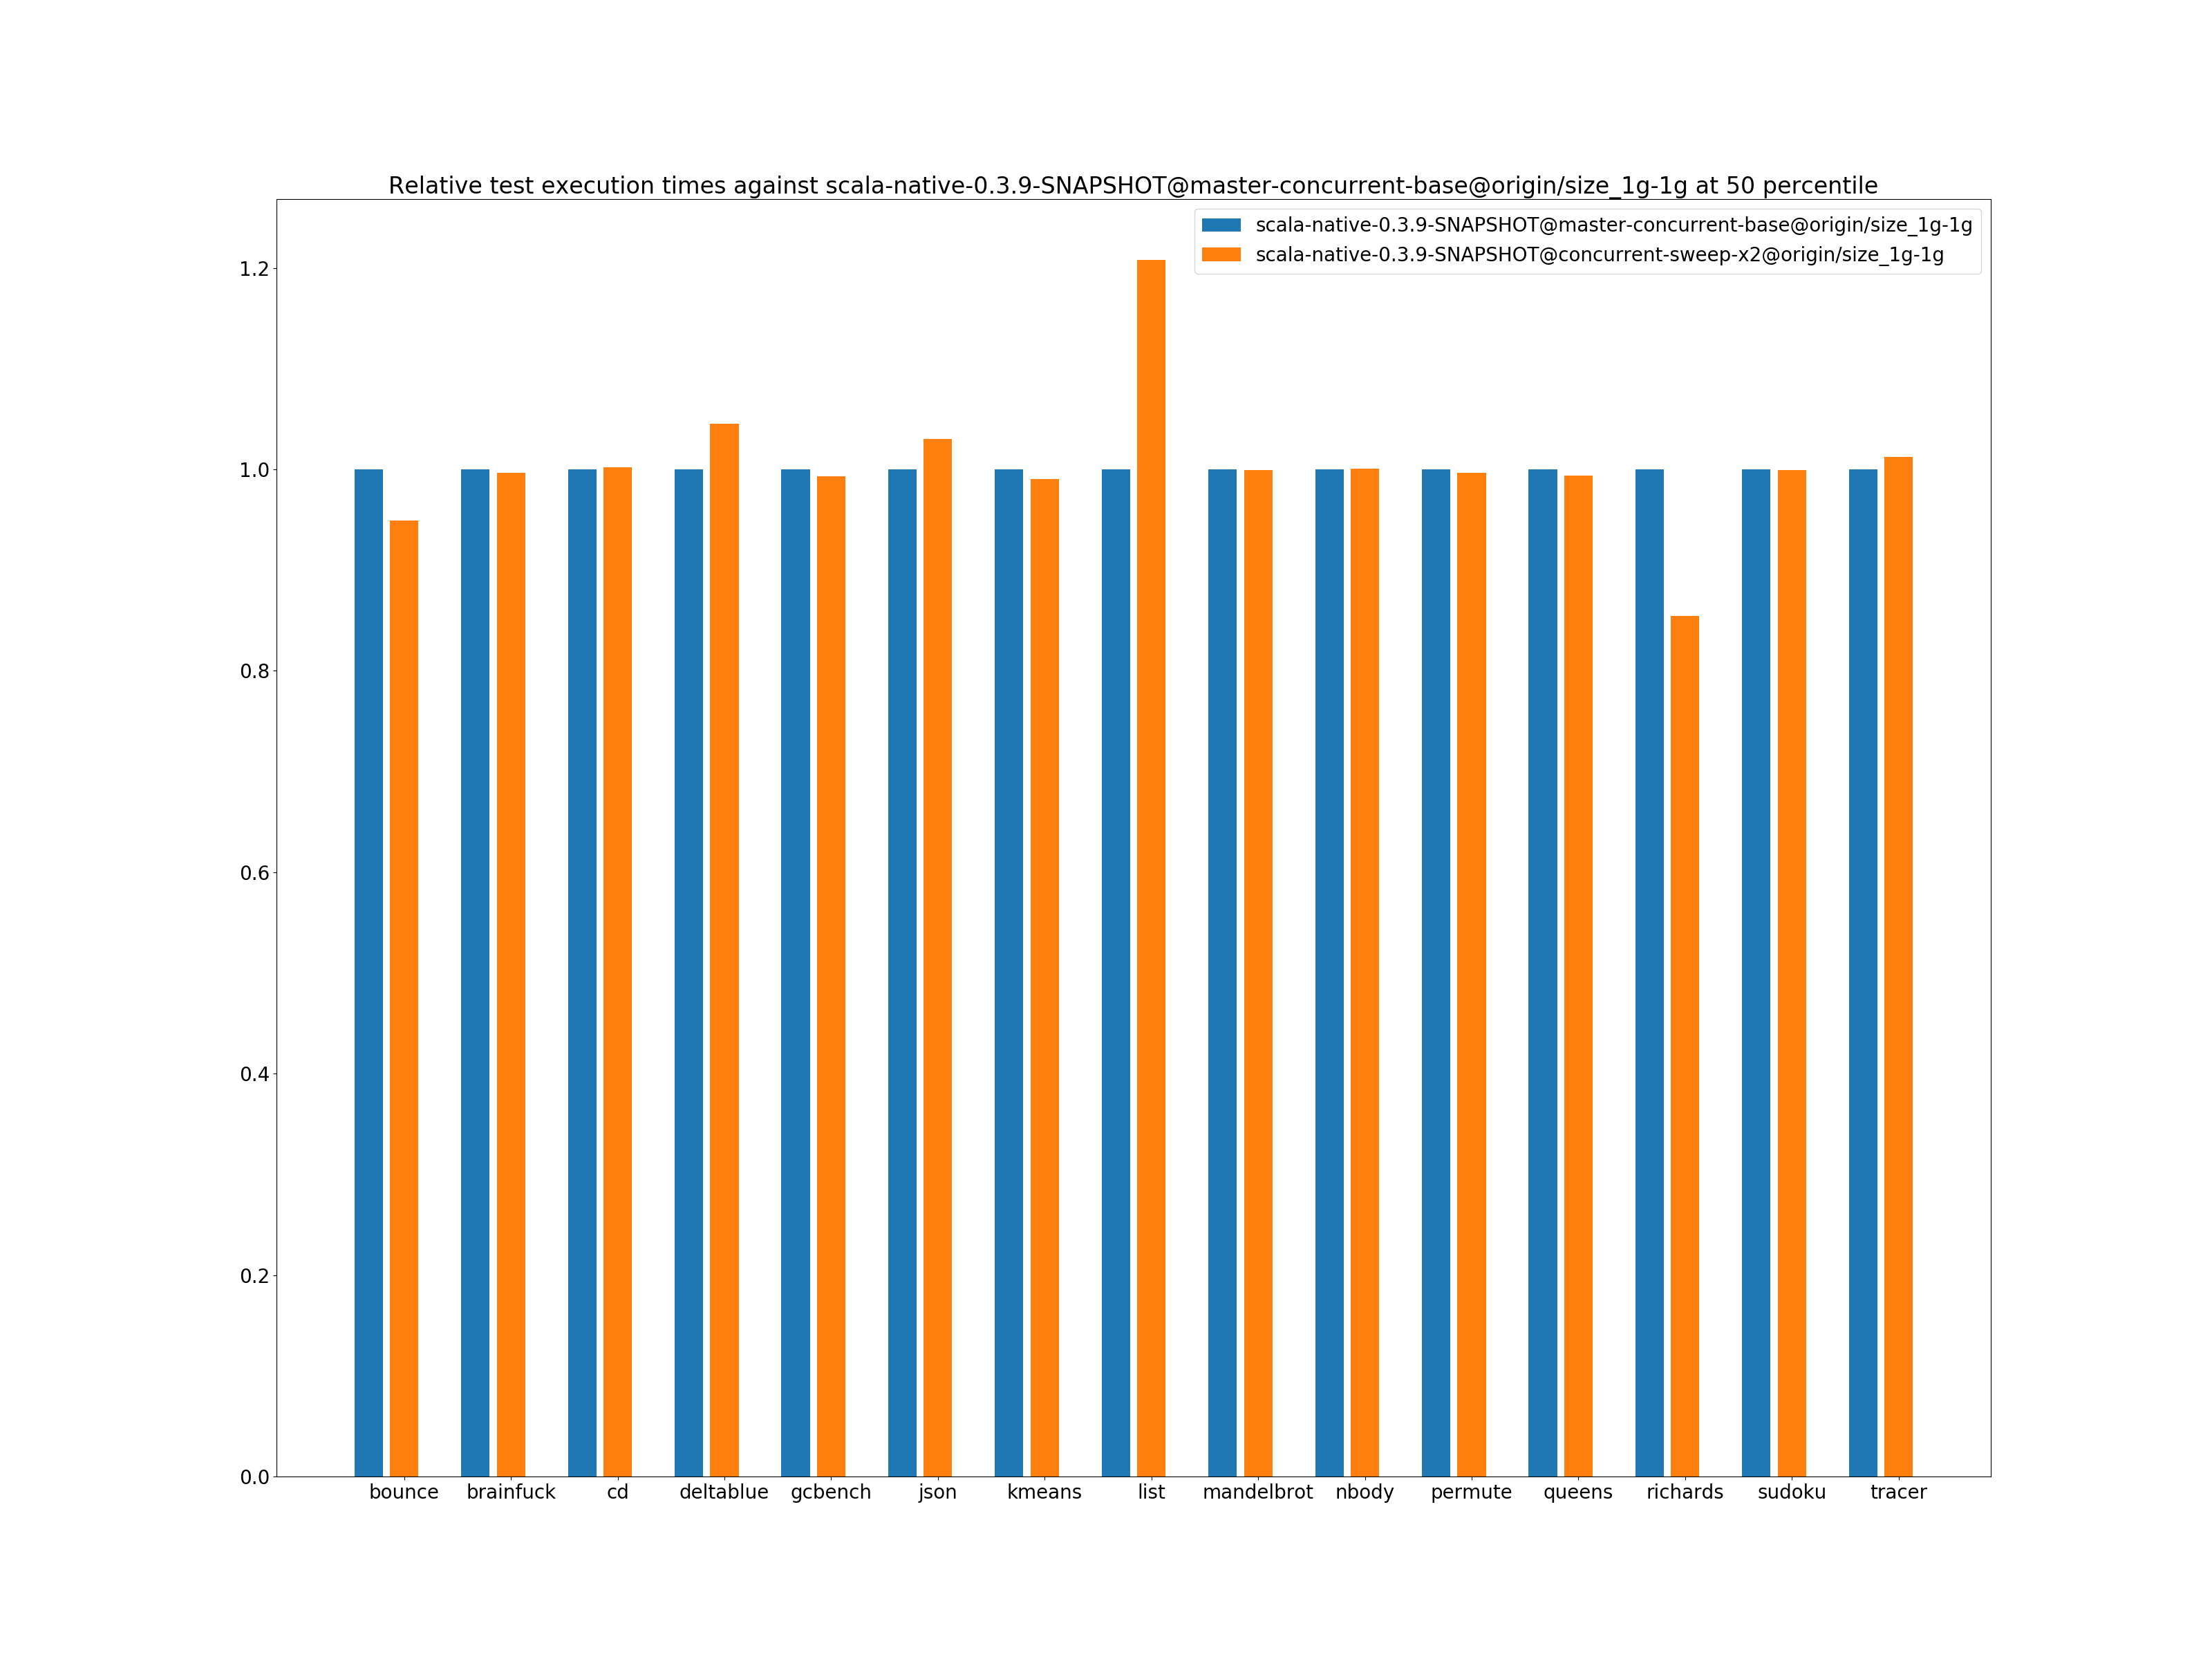 Relative test execution times against scala-native-0.3.9-SNAPSHOT@master-concurrent-base@origin/size_1g-1g at 50 percentile
scala-native-0.3.9-SNAPSHOT@master-concurrent-base@origin/size_1g-1g
scala-native-0.3.9-SNAPSHOT@concurrent-sweep-x2@origin/size_1g-1g
1.2
1.0
0.8
0.6
0.4
0.2
0.0
bounce brainfuck cd deltablue gcbench json kmeans list mandelbrot nbody permute queens richards sudoku tracer